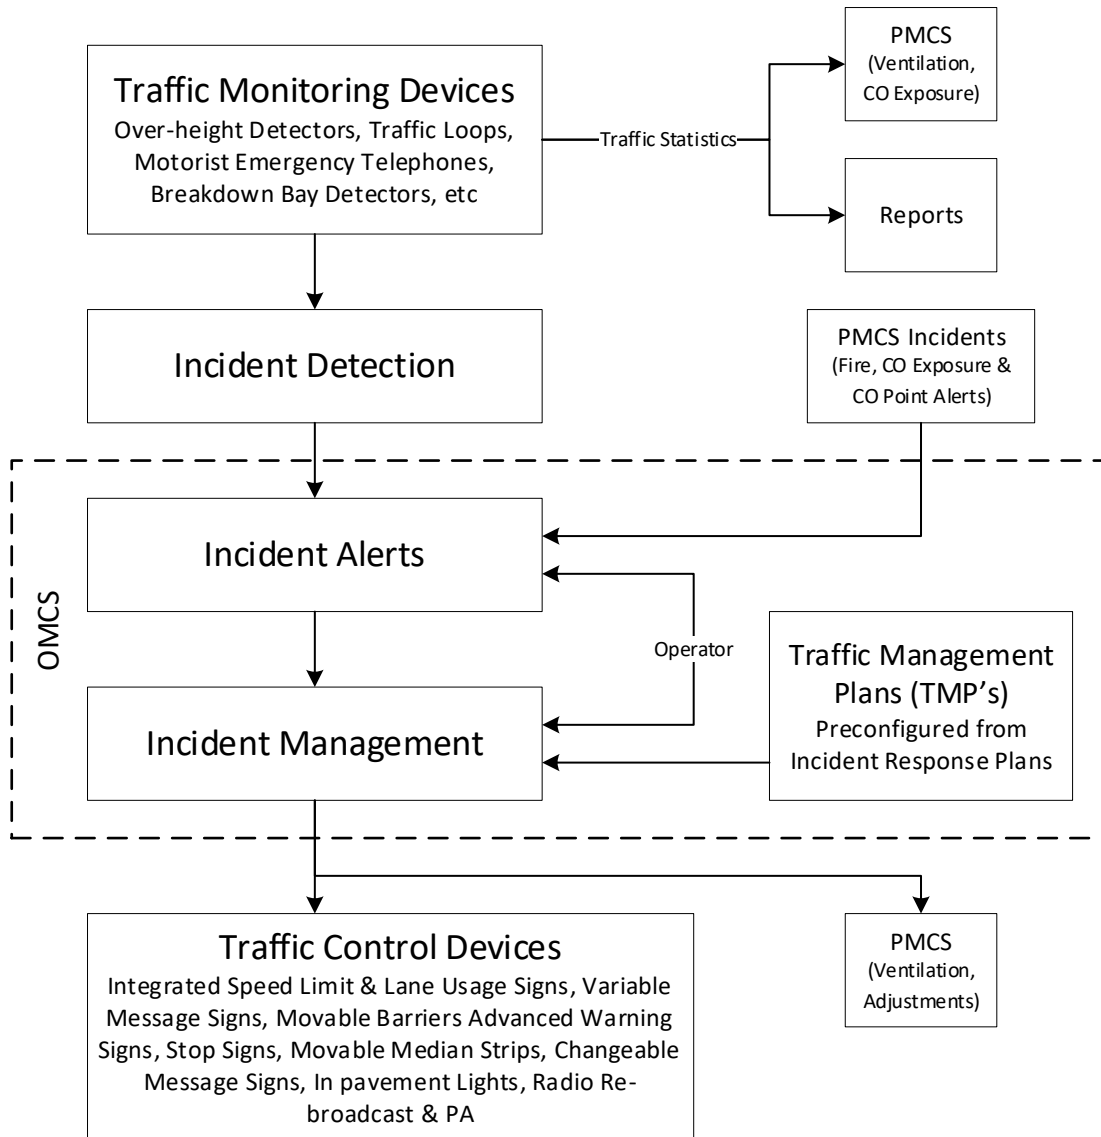 Traffic Monitoring Devices
Over-height Detectors, Traffic Loops,
Motorist Emergency Telephones,
Breakdown Bay Detectors, etc
Traffic Statistics
PMCS
(Ventilation,
CO Exposure)
Reports
Incident Detection
PMCS Incidents
(Fire, CO Exposure &
CO Point Alerts)
OMCS
Incident Alerts
Operator
Traffic Management
Plans (TMP's)
Preconfigured from
Incident Response Plans
Incident Management
Traffic Control Devices
Integrated Speed Limit & Lane Usage Signs, Variable
Message Signs, Movable Barriers Advanced Warning
Signs, Stop Signs, Movable Median Strips, Changeable
Message Signs, In pavement Lights, Radio Re-
broadcast & PA
PMCS
(Ventilation,
Adjustments)